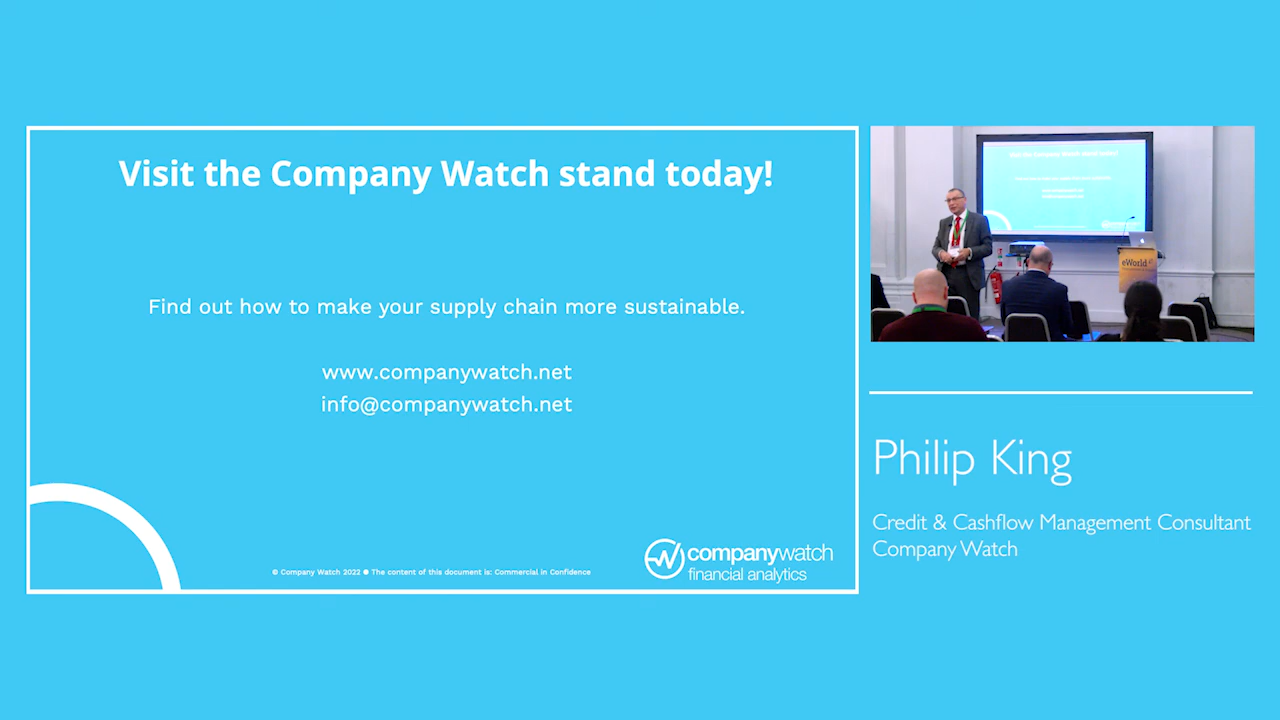 Visit the Company Watch stand today!
Find out how to make your supply chain more sustainable.
www.companywatch.net
info@companywatch.net
© Company Watch 2022 ● The content of this document is: Commercial in Confidence
companywatch
financial analytics
eWorld
Philip King
Credit & Cashflow Management Consultant
Company Watch